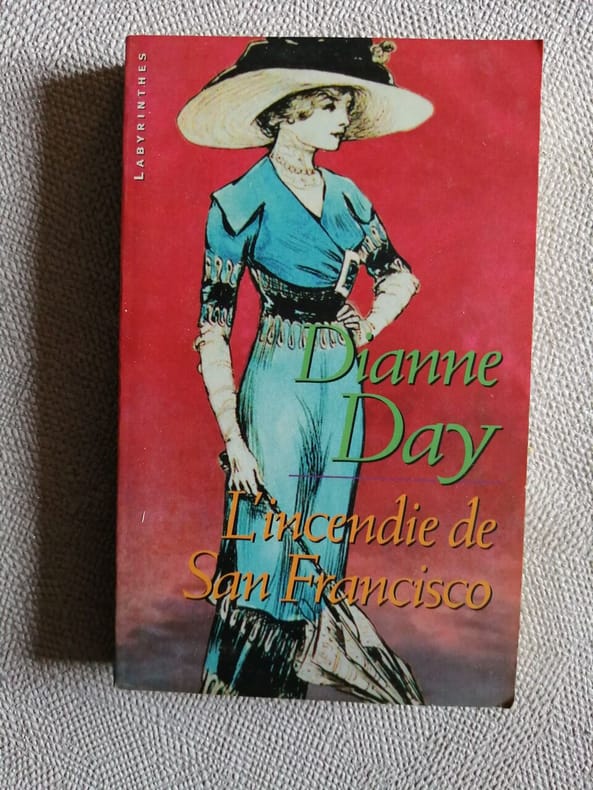 LABYRINTHES
Dianne
Day
L'incendie de
San Francisco